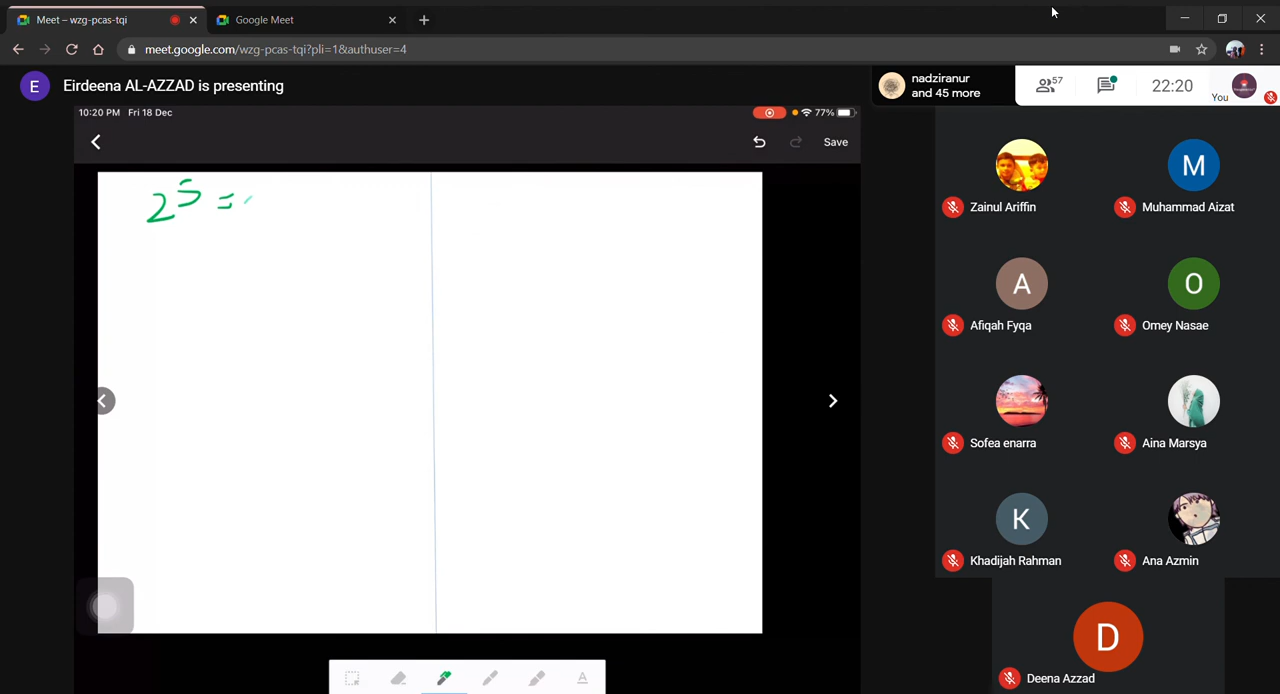 Meet – wzg-pcas-tqi
Google Meet
meet.google.com/wzg-pcas-tqi?pli=1&authuser=4
E
Eirdeena AL-AZZAD is presenting
nadziranur
and 45 more
57
22:20
You
10:20 PM Fri 18 Dec
77%
Save
2⁵ =
Zainul Ariffin
M
Muhammad Aizat
A
Afiqah Fyqa
O
Omey Nasae
Sofea enarra
Aina Marsya
K
Khadijah Rahman
Ana Azmin
D
Deena Azzad
A